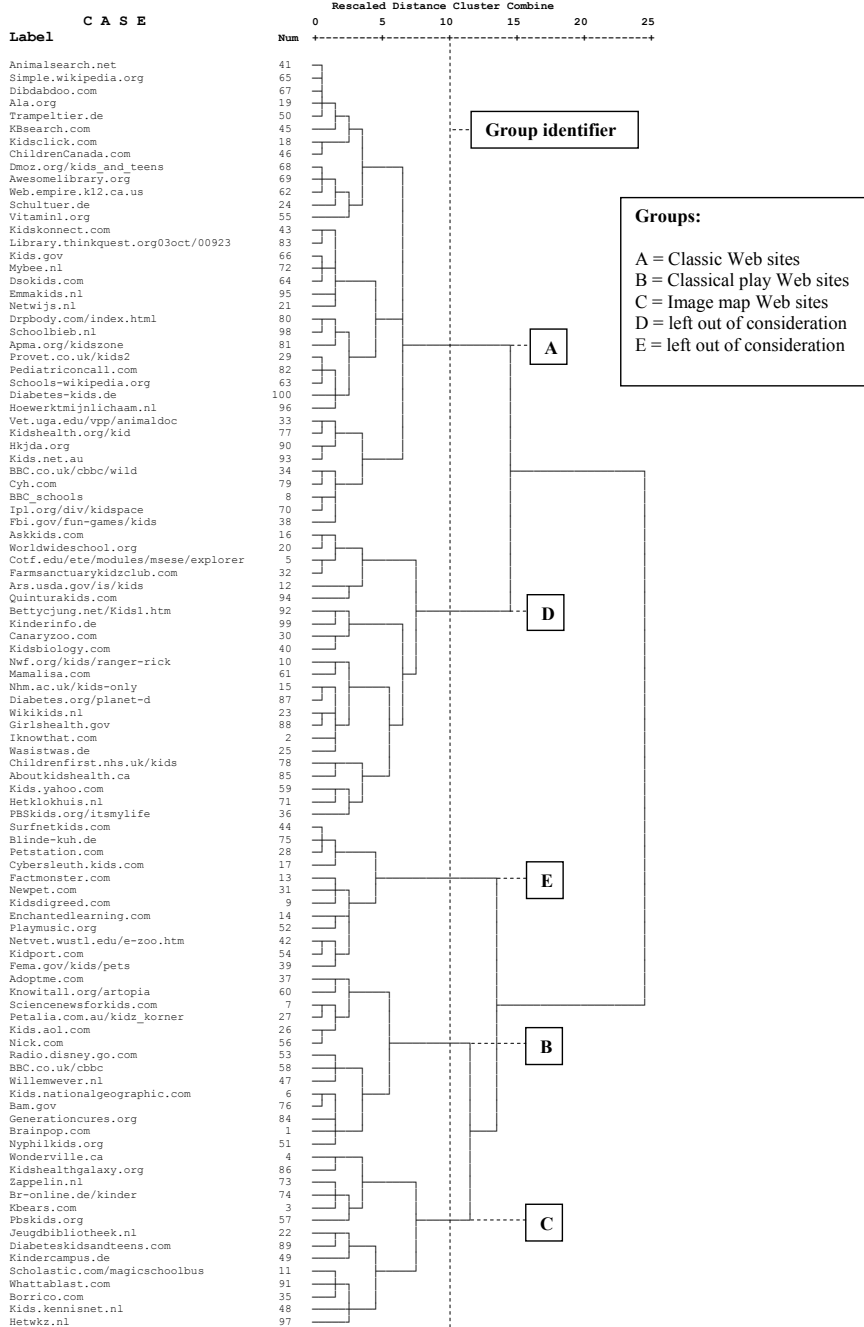 Rescaled Distance Cluster Combine
C A S E 0 5 10 15 20 25
Label Num +---------+---------+---------+---------+---------+
Animalsearch.net 41
Simple.wikipedia.org 65
Dibdabdoo.com 67
Ala.org 19
Trampeltier.de 50
KBsearch.com 45
Kidsclick.com 18
ChildrenCanada.com 46
Dmoz.org/kids_and_teens 68
Awesomelibrary.org 69
Web.empire.k12.ca.us 62
Schultuer.de 24
Vitaminl.org 55
Kidskonnect.com 43
Library.thinkquest.org03oct/00923 83
Kids.gov 66
Mybee.nl 72
Dsokids.com 64
Emmakids.nl 95
Netwijs.nl 21
Drpbody.com/index.html 80
Schoolbieb.nl 98
Apma.org/kidszone 81
Provet.co.uk/kids2 29
Pediatriconcall.com 82
Schools-wikipedia.org 63
Diabetes-kids.de 100
Hoewerktmijnlichaam.nl 96
Vet.uga.edu/vpp/animaldoc 33
Kidshealth.org/kid 77
Hkjda.org 90
Kids.net.au 93
BBC.co.uk/cbbc/wild 34
Cyh.com 79
BBC_schools 8
Ipl.org/div/kidspace 70
Fbi.gov/fun-games/kids 38
Askkids.com 16
Worldwideschool.org 20
Cotf.edu/ete/modules/msese/explorer 5
Farmsanctuarykidzclub.com 32
Ars.usda.gov/is/kids 12
Quinturakids.com 94
Bettycjung.net/Kids1.htm 92
Kinderinfo.de 99
Canaryzoo.com 30
Kidsbiology.com 40
Nwf.org/kids/ranger-rick 10
Mamalisa.com 61
Nhm.ac.uk/kids-only 15
Diabetes.org/planet-d 87
Wikikids.nl 23
Girlshealth.gov 88
Iknowthat.com 2
Wasistwas.de 25
Childrenfirst.nhs.uk/kids 78
Aboutkidshealth.ca 85
Kids.yahoo.com 59
Hetklokhuis.nl 71
PBSkids.org/itsmylife 36
Surfnetkids.com 44
Blinde-kuh.de 75
Petstation.com 28
Cybersleuth.kids.com 17
Factmonster.com 13
Newpet.com 31
Kidsdigreed.com 9
Enchantedlearning.com 14
Playmusic.org 52
Netvet.wustl.edu/e-zoo.htm 42
Kidport.com 54
Fema.gov/kids/pets 39
Adoptme.com 37
Knowitall.org/artopia 60
Sciencenewsforkids.com 7
Petalia.com.au/kidz_korner 27
Kids.aol.com 26
Nick.com 56
Radio.disney.go.com 53
BBC.co.uk/cbbc 58
Willemwever.nl 47
Kids.nationalgeographic.com 6
Bam.gov 76
Generationcures.org 84
Brainpop.com 1
Nyphilkids.org 51
Wonderville.ca 4
Kidshealthgalaxy.org 86
Zappelin.nl 73
Br-online.de/kinder 74
Kbears.com 3
Pbskids.org 57
Jeugdbibliotheek.nl 22
Diabeteskidsandteens.com 89
Kindercampus.de 49
Scholastic.com/magicschoolbus 11
Whattablast.com 91
Borrico.com 35
Kids.kennisnet.nl 48
Hetwkz.nl 97
Group identifier
A
D
E
B
C
Groups:
A = Classic Web sites
B = Classical play Web sites
C = Image map Web sites
D = left out of consideration
E = left out of consideration